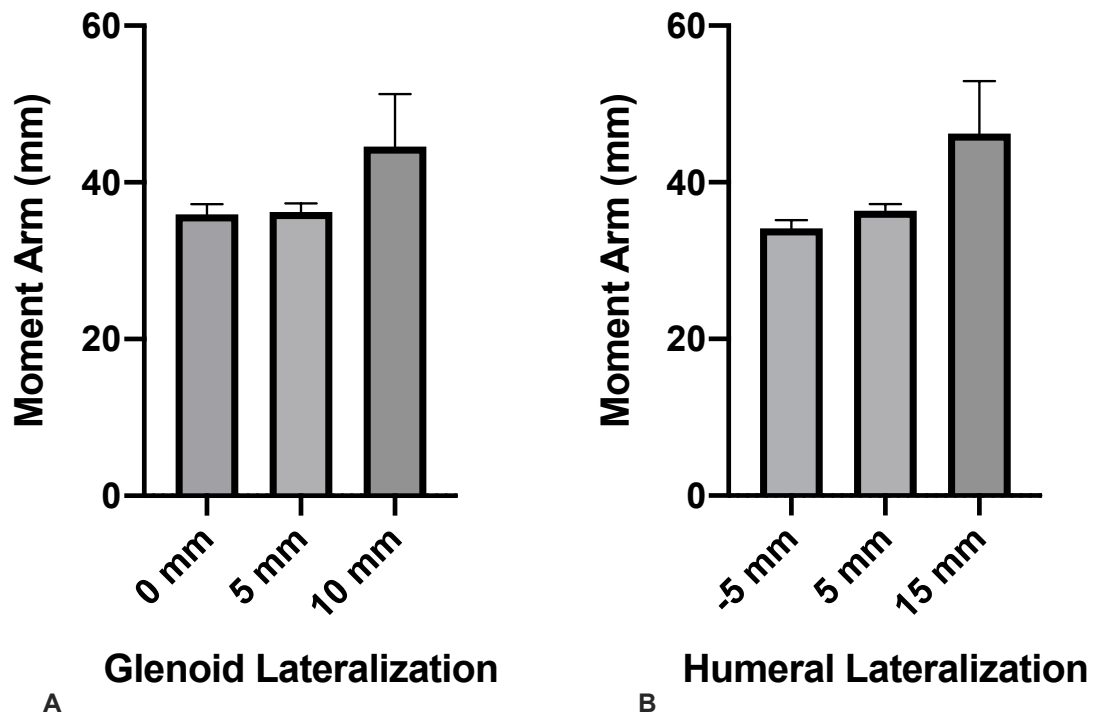 Moment Arm (mm)
60
40
20
0
0 mm
5 mm
10 mm
Glenoid Lateralization
A
Moment Arm (mm)
60
40
20
0
-5 mm
5 mm
15 mm
Humeral Lateralization
B